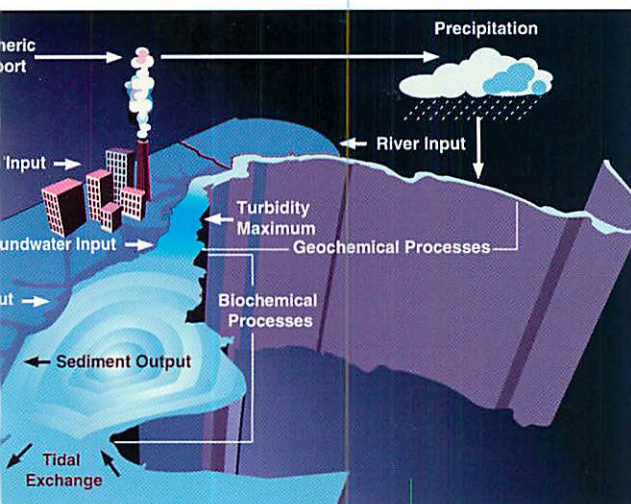 Precipitation
heric
port
River Input
Input
Turbidity
Maximum
undwater Input
Geochemical Processes
Biochemical
Processes
ut
Sediment Output
Tidal
Exchange